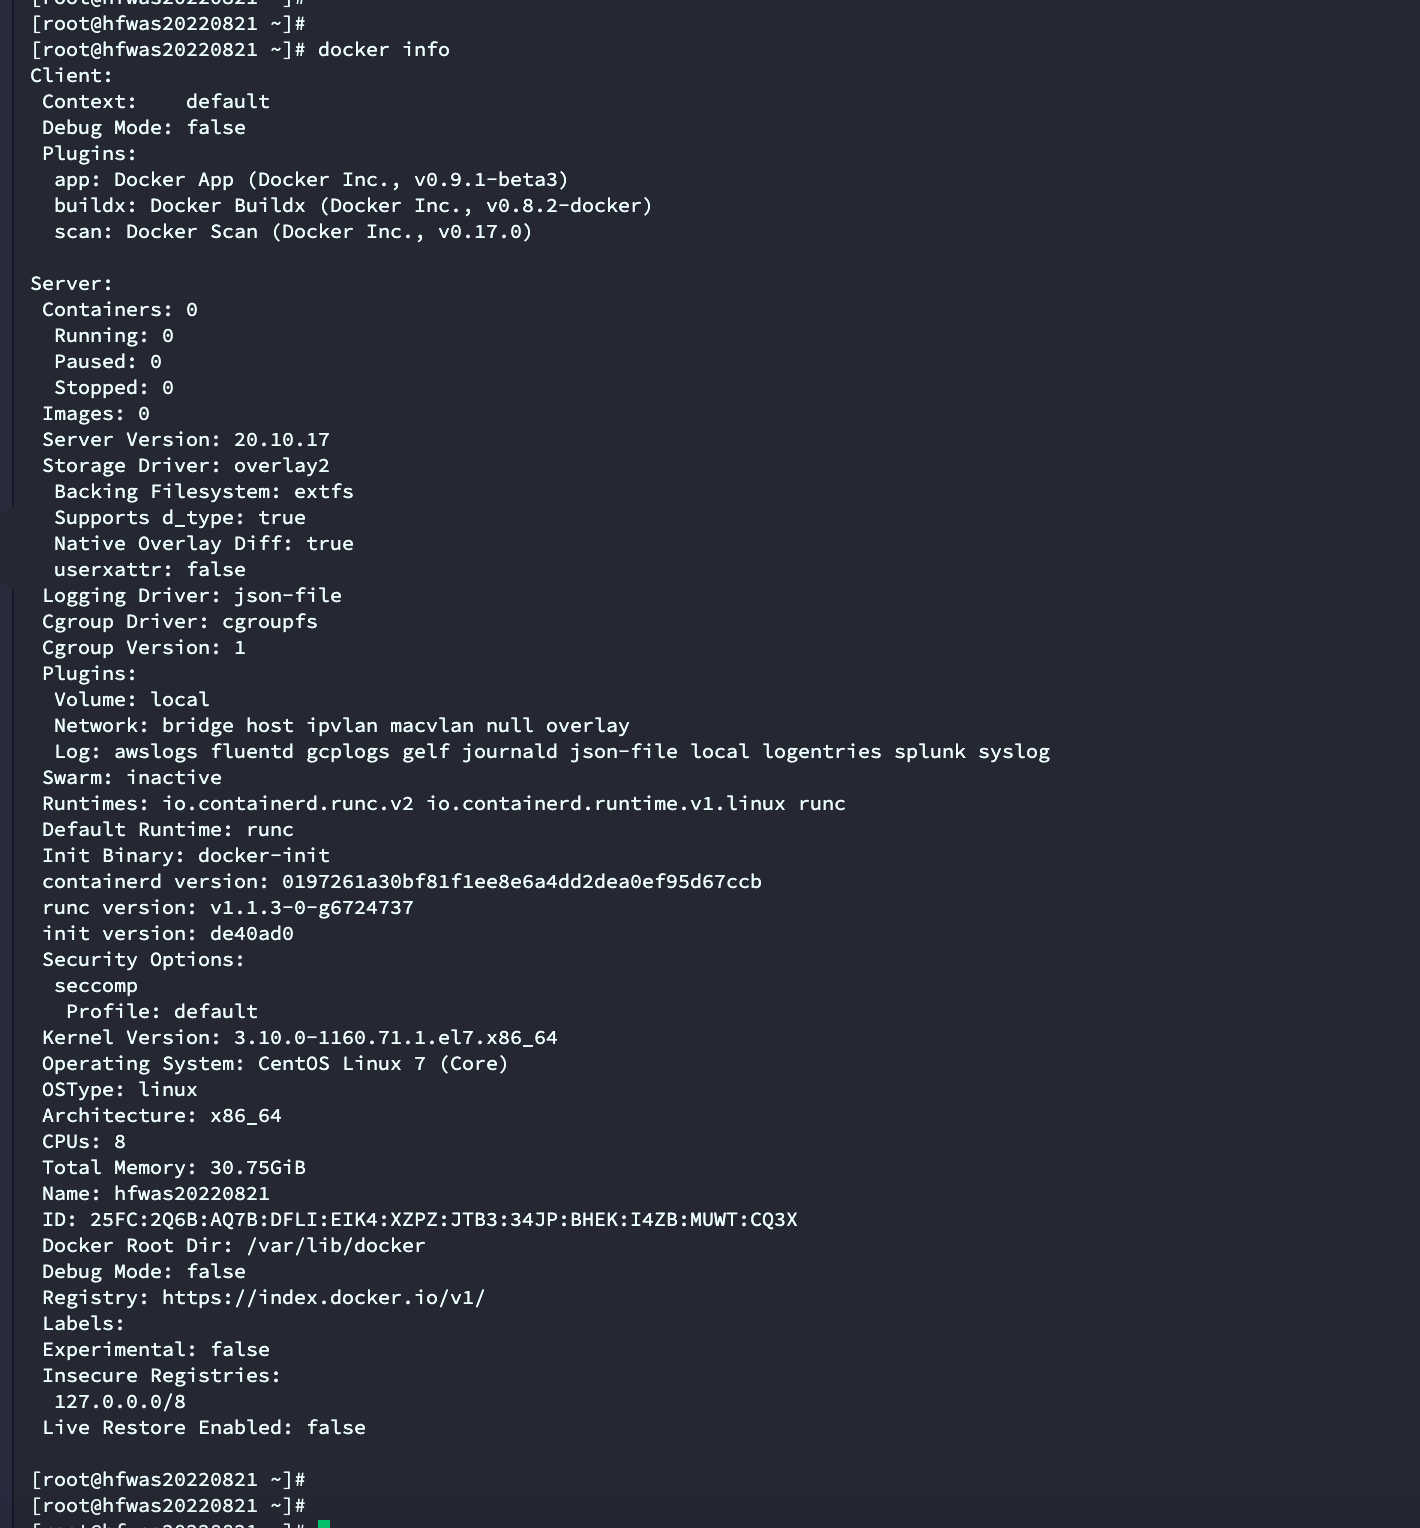 [root@hfwas20220821 ~]#
[root@hfwas20220821 ~]#
[root@hfwas20220821 ~]# docker info
Client:
 Context:    default
 Debug Mode: false
 Plugins:
  app: Docker App (Docker Inc., v0.9.1-beta3)
  buildx: Docker Buildx (Docker Inc., v0.8.2-docker)
  scan: Docker Scan (Docker Inc., v0.17.0)

Server:
 Containers: 0
  Running: 0
  Paused: 0
  Stopped: 0
 Images: 0
 Server Version: 20.10.17
 Storage Driver: overlay2
  Backing Filesystem: extfs
  Supports d_type: true
  Native Overlay Diff: true
  userxattr: false
 Logging Driver: json-file
 Cgroup Driver: cgroupfs
 Cgroup Version: 1
 Plugins:
  Volume: local
  Network: bridge host ipvlan macvlan null overlay
  Log: awslogs fluentd gcplogs gelf journald json-file local logentries splunk syslog
 Swarm: inactive
 Runtimes: io.containerd.runc.v2 io.containerd.runtime.v1.linux runc
 Default Runtime: runc
 Init Binary: docker-init
 containerd version: 0197261a30bf81f1ee8e6a4dd2dea0ef95d67ccb
 runc version: v1.1.3-0-g6724737
 init version: de40ad0
 Security Options:
  seccomp
   Profile: default
 Kernel Version: 3.10.0-1160.71.1.el7.x86_64
 Operating System: CentOS Linux 7 (Core)
 OSType: linux
 Architecture: x86_64
 CPUs: 8
 Total Memory: 30.75GiB
 Name: hfwas20220821
 ID: 25FC:2Q6B:AQ7B:DFLI:EIK4:XZPZ:JTB3:34JP:BHEK:I4ZB:MUWT:CQ3X
 Docker Root Dir: /var/lib/docker
 Debug Mode: false
 Registry: https://index.docker.io/v1/
 Labels:
 Experimental: false
 Insecure Registries:
  127.0.0.0/8
 Live Restore Enabled: false

[root@hfwas20220821 ~]#
[root@hfwas20220821 ~]#
[root@hfwas20220821 ~]#